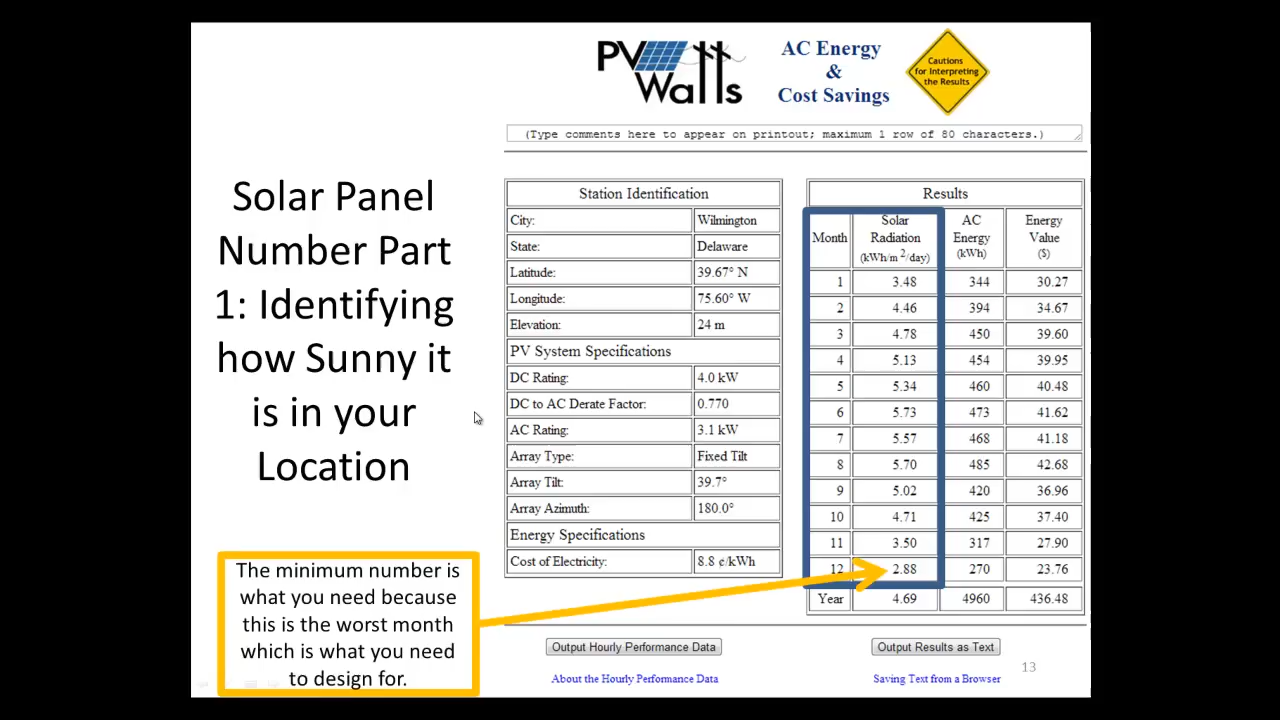 PV Watts
AC Energy
&
Cost Savings
Cautions
for Interpreting
the Results
(Type comments here to appear on printout; maximum 1 row of 80 characters.)
Solar Panel
Number Part
1: Identifying
how Sunny it
is in your
Location
Station Identification
City: Wilmington
State: Delaware
Latitude: 39.67° N
Longitude: 75.60° W
Elevation: 24 m
PV System Specifications
DC Rating: 4.0 kW
DC to AC Derate Factor: 0.770
AC Rating: 3.1 kW
Array Type: Fixed Tilt
Array Tilt: 39.7°
Array Azimuth: 180.0°
Energy Specifications
Cost of Electricity: 8.8 ¢/kWh
Results
Month Solar Radiation (kWh/m²/day) AC Energy (kWh) Energy Value ($)
1 3.48 344 30.27
2 4.46 394 34.67
3 4.78 450 39.60
4 5.13 454 39.95
5 5.34 460 40.48
6 5.73 473 41.62
7 5.57 468 41.18
8 5.70 485 42.68
9 5.02 420 36.96
10 4.71 425 37.40
11 3.50 317 27.90
12 2.88 270 23.76
Year 4.69 4960 436.48
The minimum number is
what you need because
this is the worst month
which is what you need
to design for.
Output Hourly Performance Data
Output Results as Text
About the Hourly Performance Data
Saving Text from a Browser
13